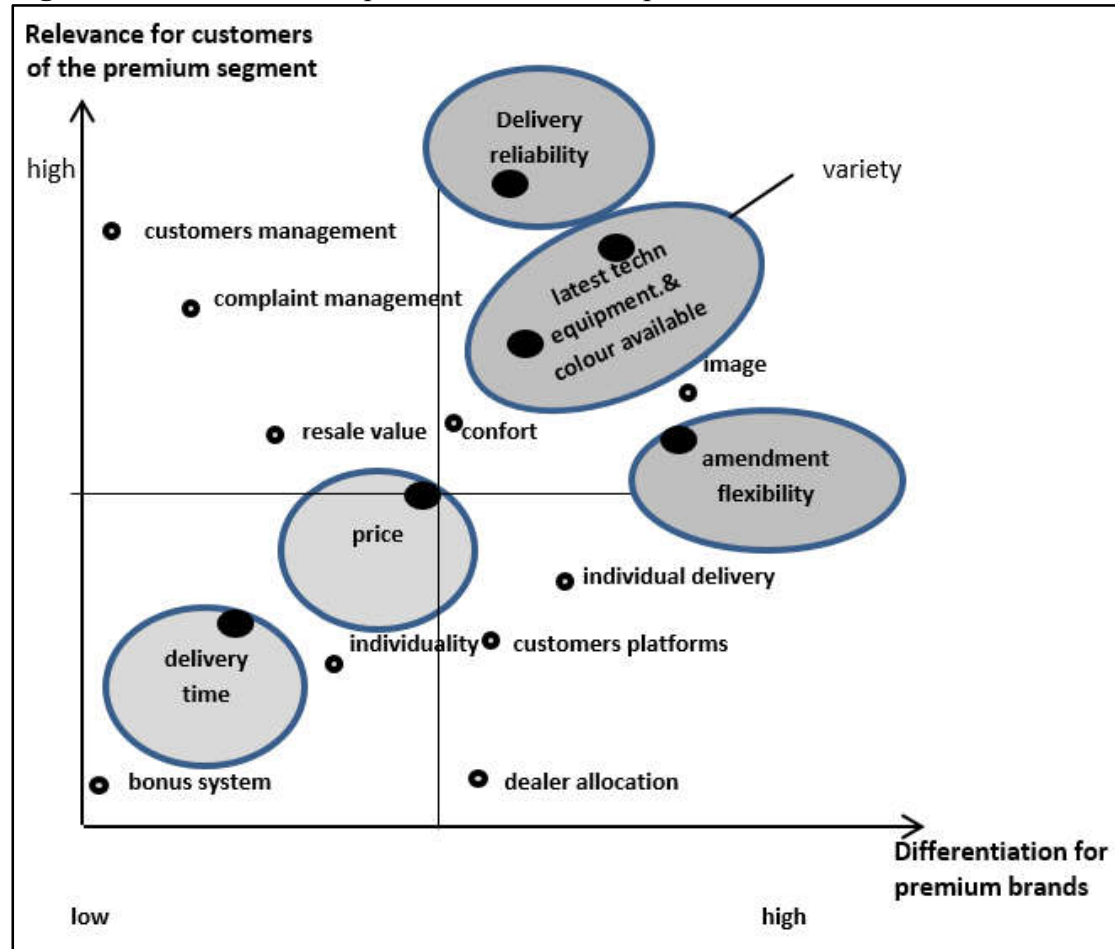 Relevance for customers
of the premium segment
high
Delivery
reliability
variety
customers management
latest techn
equipment.&
colour available
complaint management
image
resale value
confort
amendment
flexibility
price
individual delivery
individuality
customers platforms
delivery
time
bonus system
dealer allocation
Differentiation for
premium brands
low
high